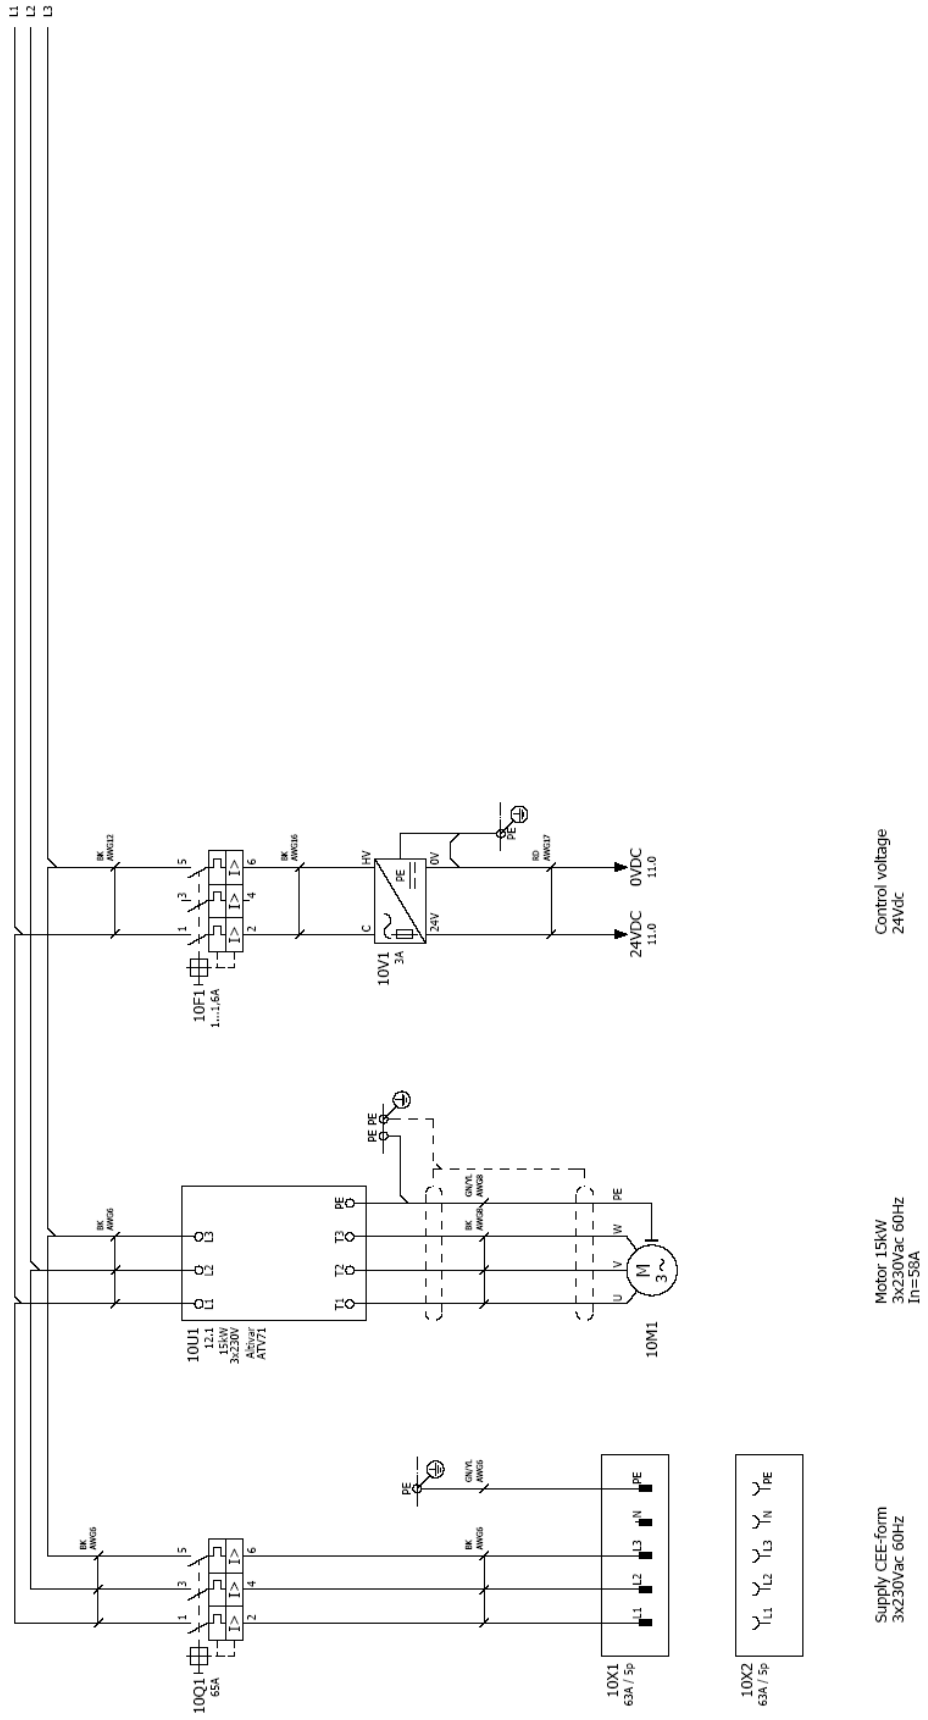 L1
L2
L3
BK
AWG6
BK
AWG6
BK
AWG12
1
3
5
10Q1
65A
I>
I>
I>
2
4
6
L1
L2
L3
PE
10U1
12.1
15kW
3x230V
Altivar
ATV71
T1
T2
T3
1
3
5
10F1
1...1,6A
I>
I>
I>
2
4
6
BK
AWG16
C
HV
10V1
3A
PE
24V
0V
PE
PE
PE
PE
BK
AWG6
GN/YL
AWG6
BK
AWG8
GN/YL
AWG8
RD
AWG17
10X1
63A / 5p
L1
L2
L3
N
PE
U
V
W
PE
10M1
M
3~
24VDC
11.0
0VDC
11.0
10X2
63A / 5p
L1
L2
L3
N
PE
Supply CEE-form
3x230Vac 60Hz
Motor 15kW
3x230Vac 60Hz
In=58A
Control voltage
24Vdc